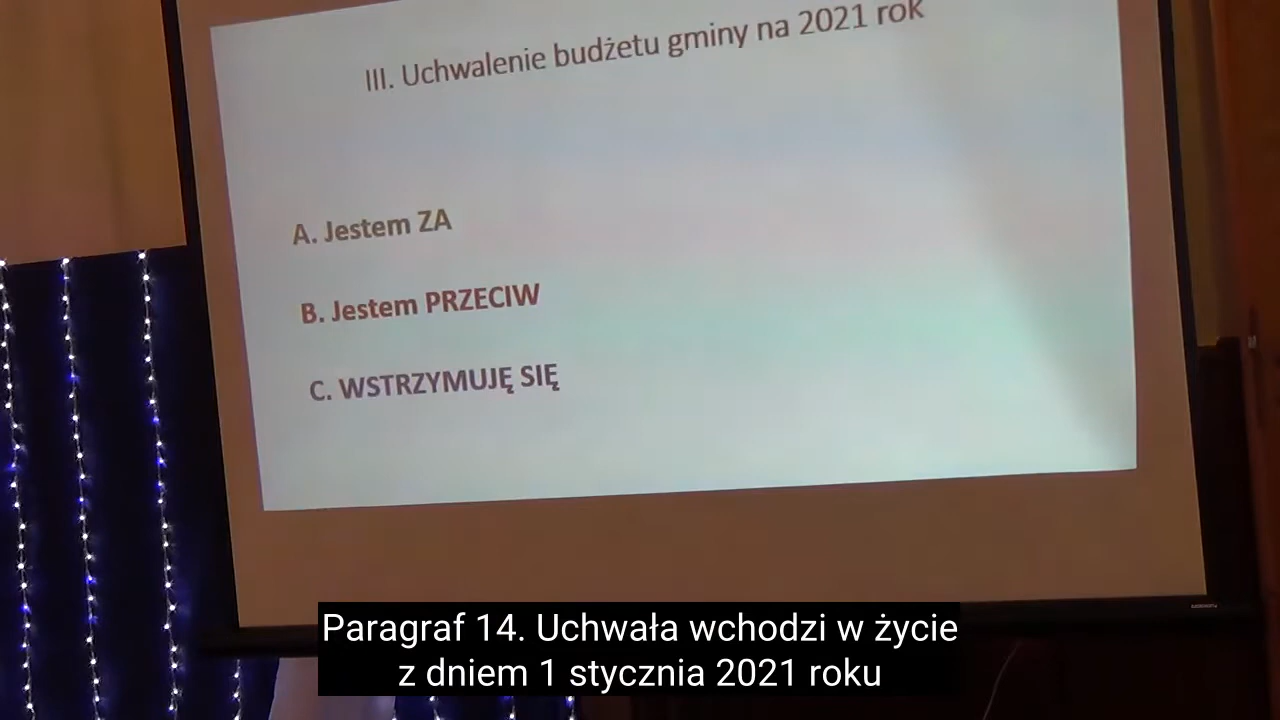 III. Uchwalenie budżetu gminy na 2021 rok
A. Jestem ZA
B. Jestem PRZECIW
C. WSTRZYMUJĘ SIĘ
Paragraf 14. Uchwała wchodzi w życie
z dniem 1 stycznia 2021 roku